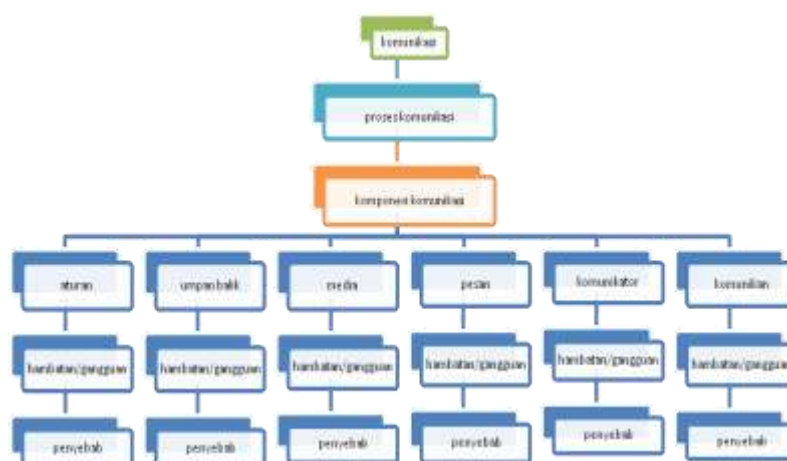 komunikasi
proses komunikasi
komponen komunikasi
aturan umpan balik media pesan komunikator komunikan
hambatan/gangguan hambatan/gangguan hambatan/gangguan hambatan/gangguan hambatan/gangguan hambatan/gangguan
penyebab penyebab penyebab penyebab penyebab penyebab